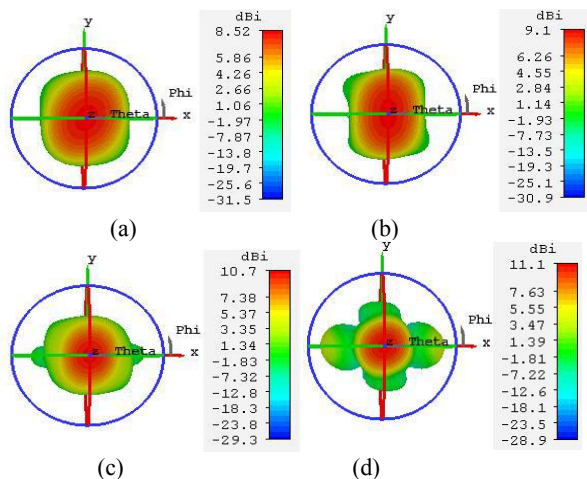 y
Phi
Theta
z
x
dBi
8.52
5.86
4.26
2.66
1.06
-1.97
-7.87
-13.8
-19.7
-25.6
-31.5
(a)
y
Phi
Theta
z
x
dBi
9.1
6.26
4.55
2.84
1.14
-1.93
-7.73
-13.5
-19.3
-25.1
-30.9
(b)
y
Phi
Theta
z
x
dBi
10.7
7.38
5.37
3.35
1.34
-1.83
-7.32
-12.8
-18.3
-23.8
-29.3
(c)
y
Phi
Theta
z
x
dBi
11.1
7.63
5.55
3.47
1.39
-1.81
-7.22
-12.6
-18
-23.5
-28.9
(d)